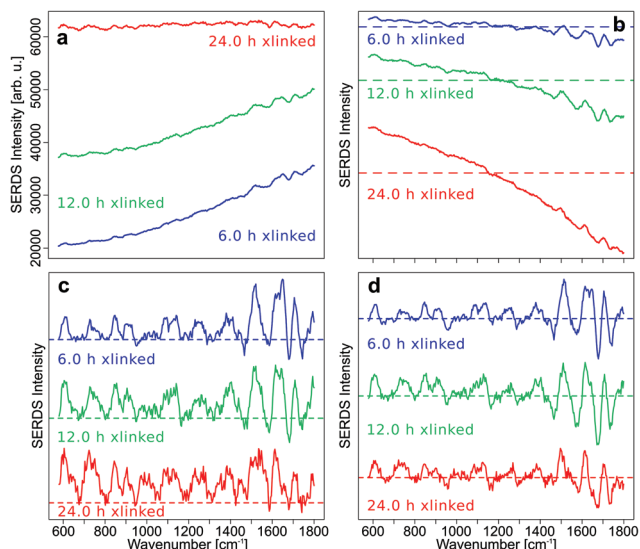 a
24.0 h xlinked
12.0 h xlinked
6.0 h xlinked
SERDS Intensity [arb. u.]
60000
50000
40000
30000
20000
b
6.0 h xlinked
12.0 h xlinked
24.0 h xlinked
SERDS Intensity
c
6.0 h xlinked
12.0 h xlinked
24.0 h xlinked
SERDS Intensity
600 800 1000 1200 1400 1600 1800
Wavenumber [cm-1]
d
6.0 h xlinked
12.0 h xlinked
24.0 h xlinked
SERDS Intensity
600 800 1000 1200 1400 1600 1800
Wavenumber [cm-1]